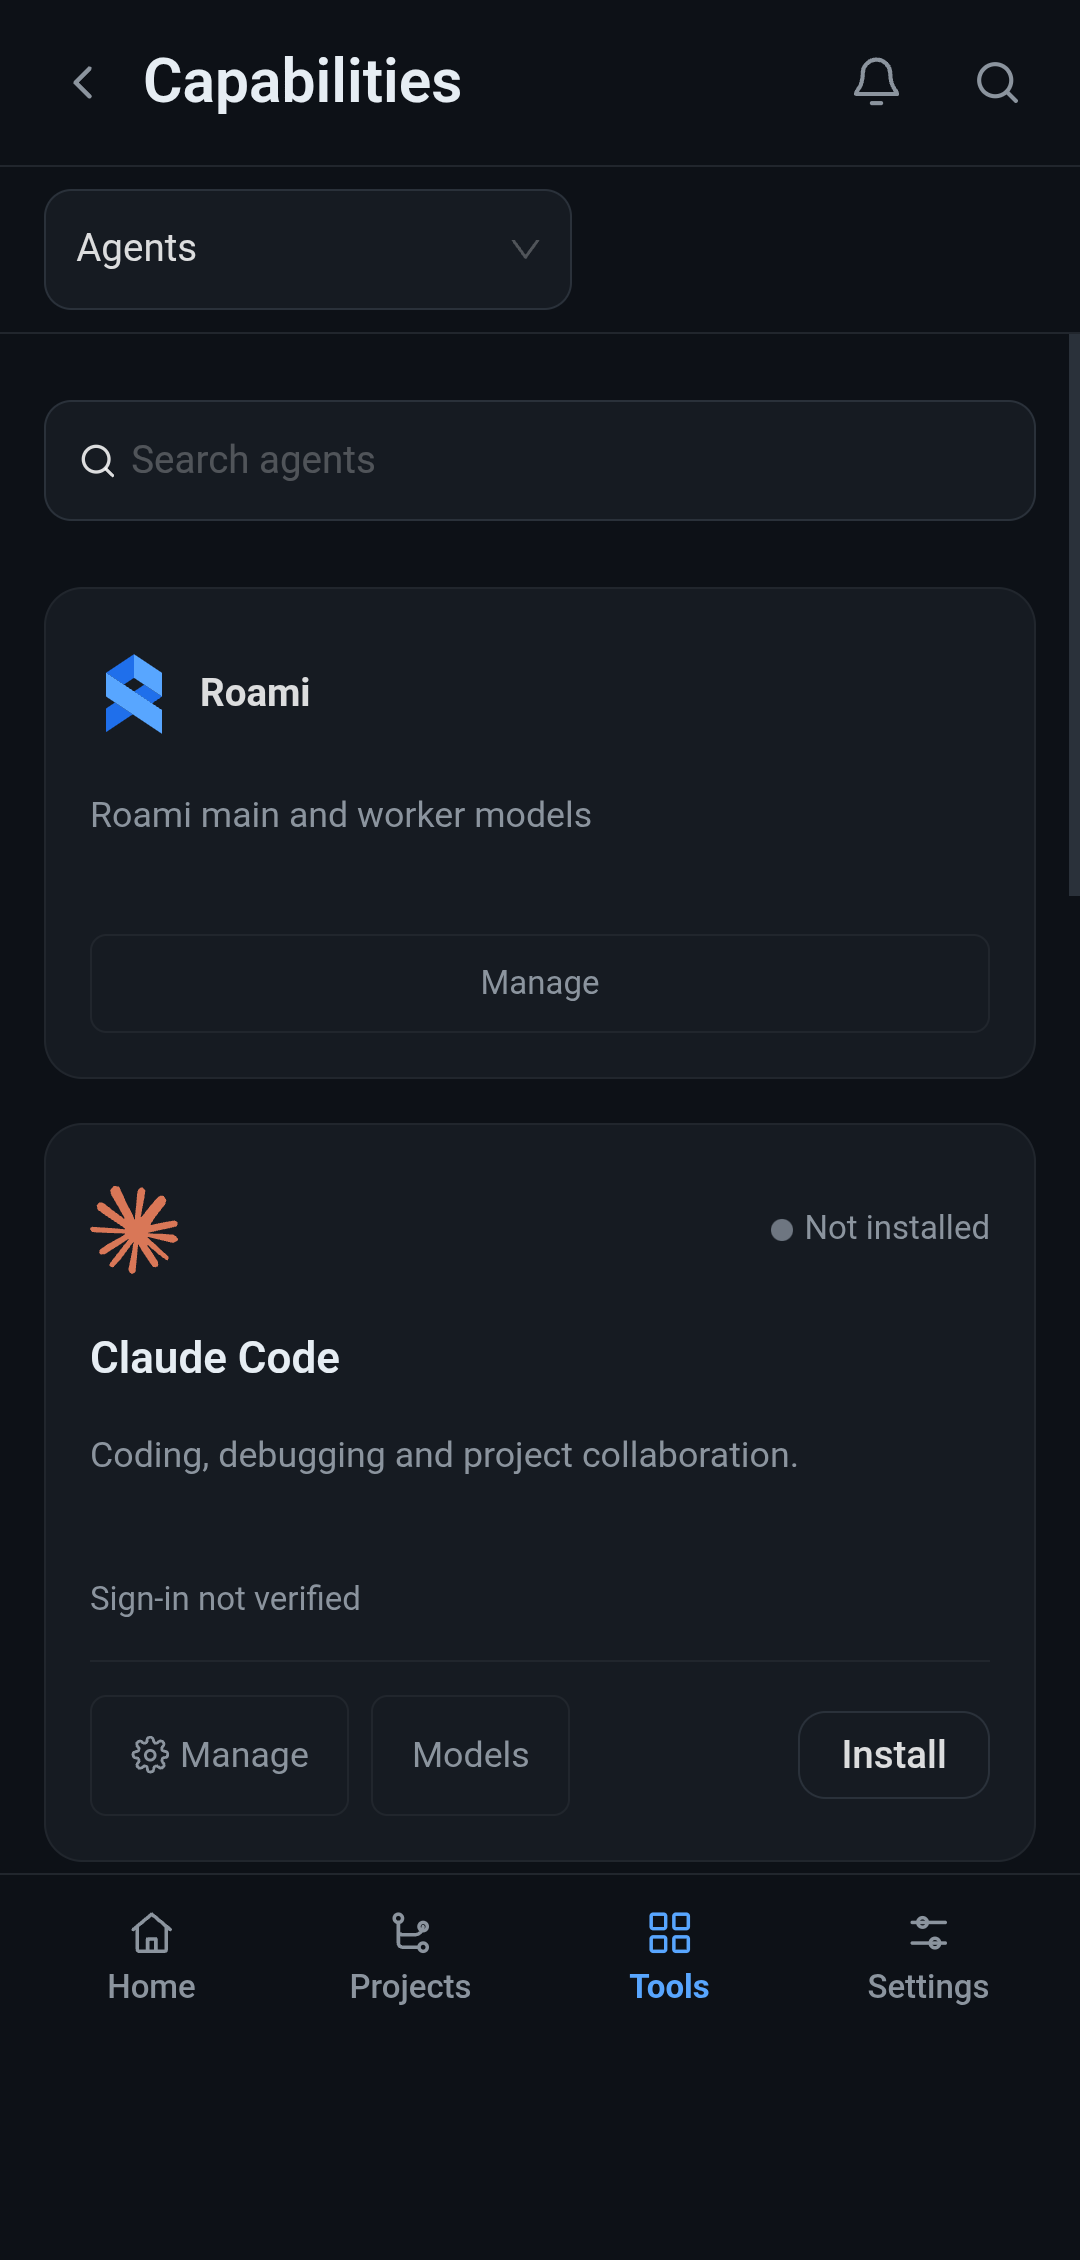 Capabilities
Agents
Search agents
Roami
Roami main and worker models
Manage
Not installed
Claude Code
Coding, debugging and project collaboration.
Sign-in not verified
Manage
Models
Install
Home
Projects
Tools
Settings